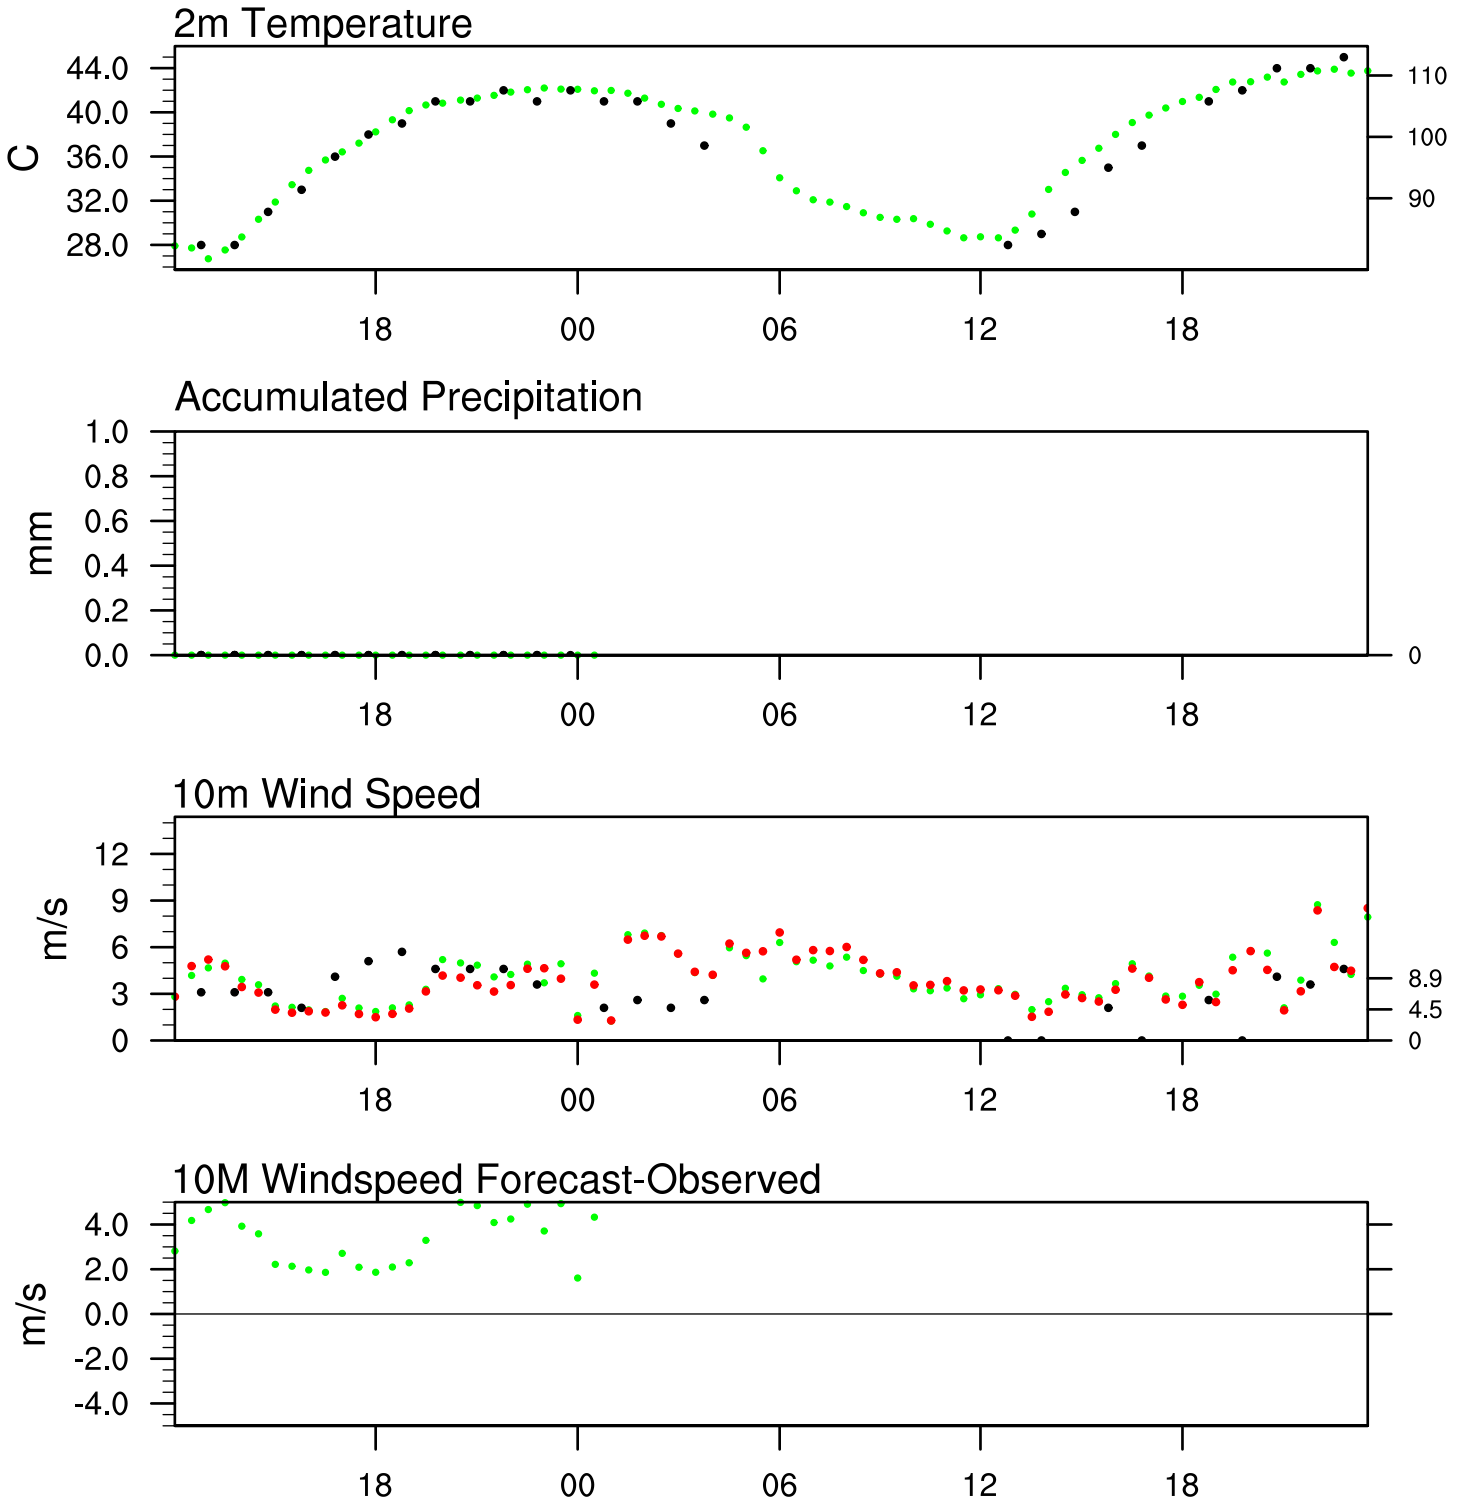 2m Temperature
44.0
40.0
36.0
32.0
28.0
C
110
100
90
18 00 06 12 18
Accumulated Precipitation
1.0
0.8
0.6
0.4
0.2
0.0
mm
0
18 00 06 12 18
10m Wind Speed
12
9
6
3
0
m/s
8.9
4.5
0
18 00 06 12 18
10M Windspeed Forecast-Observed
4.0
2.0
0.0
-2.0
-4.0
m/s
18 00 06 12 18